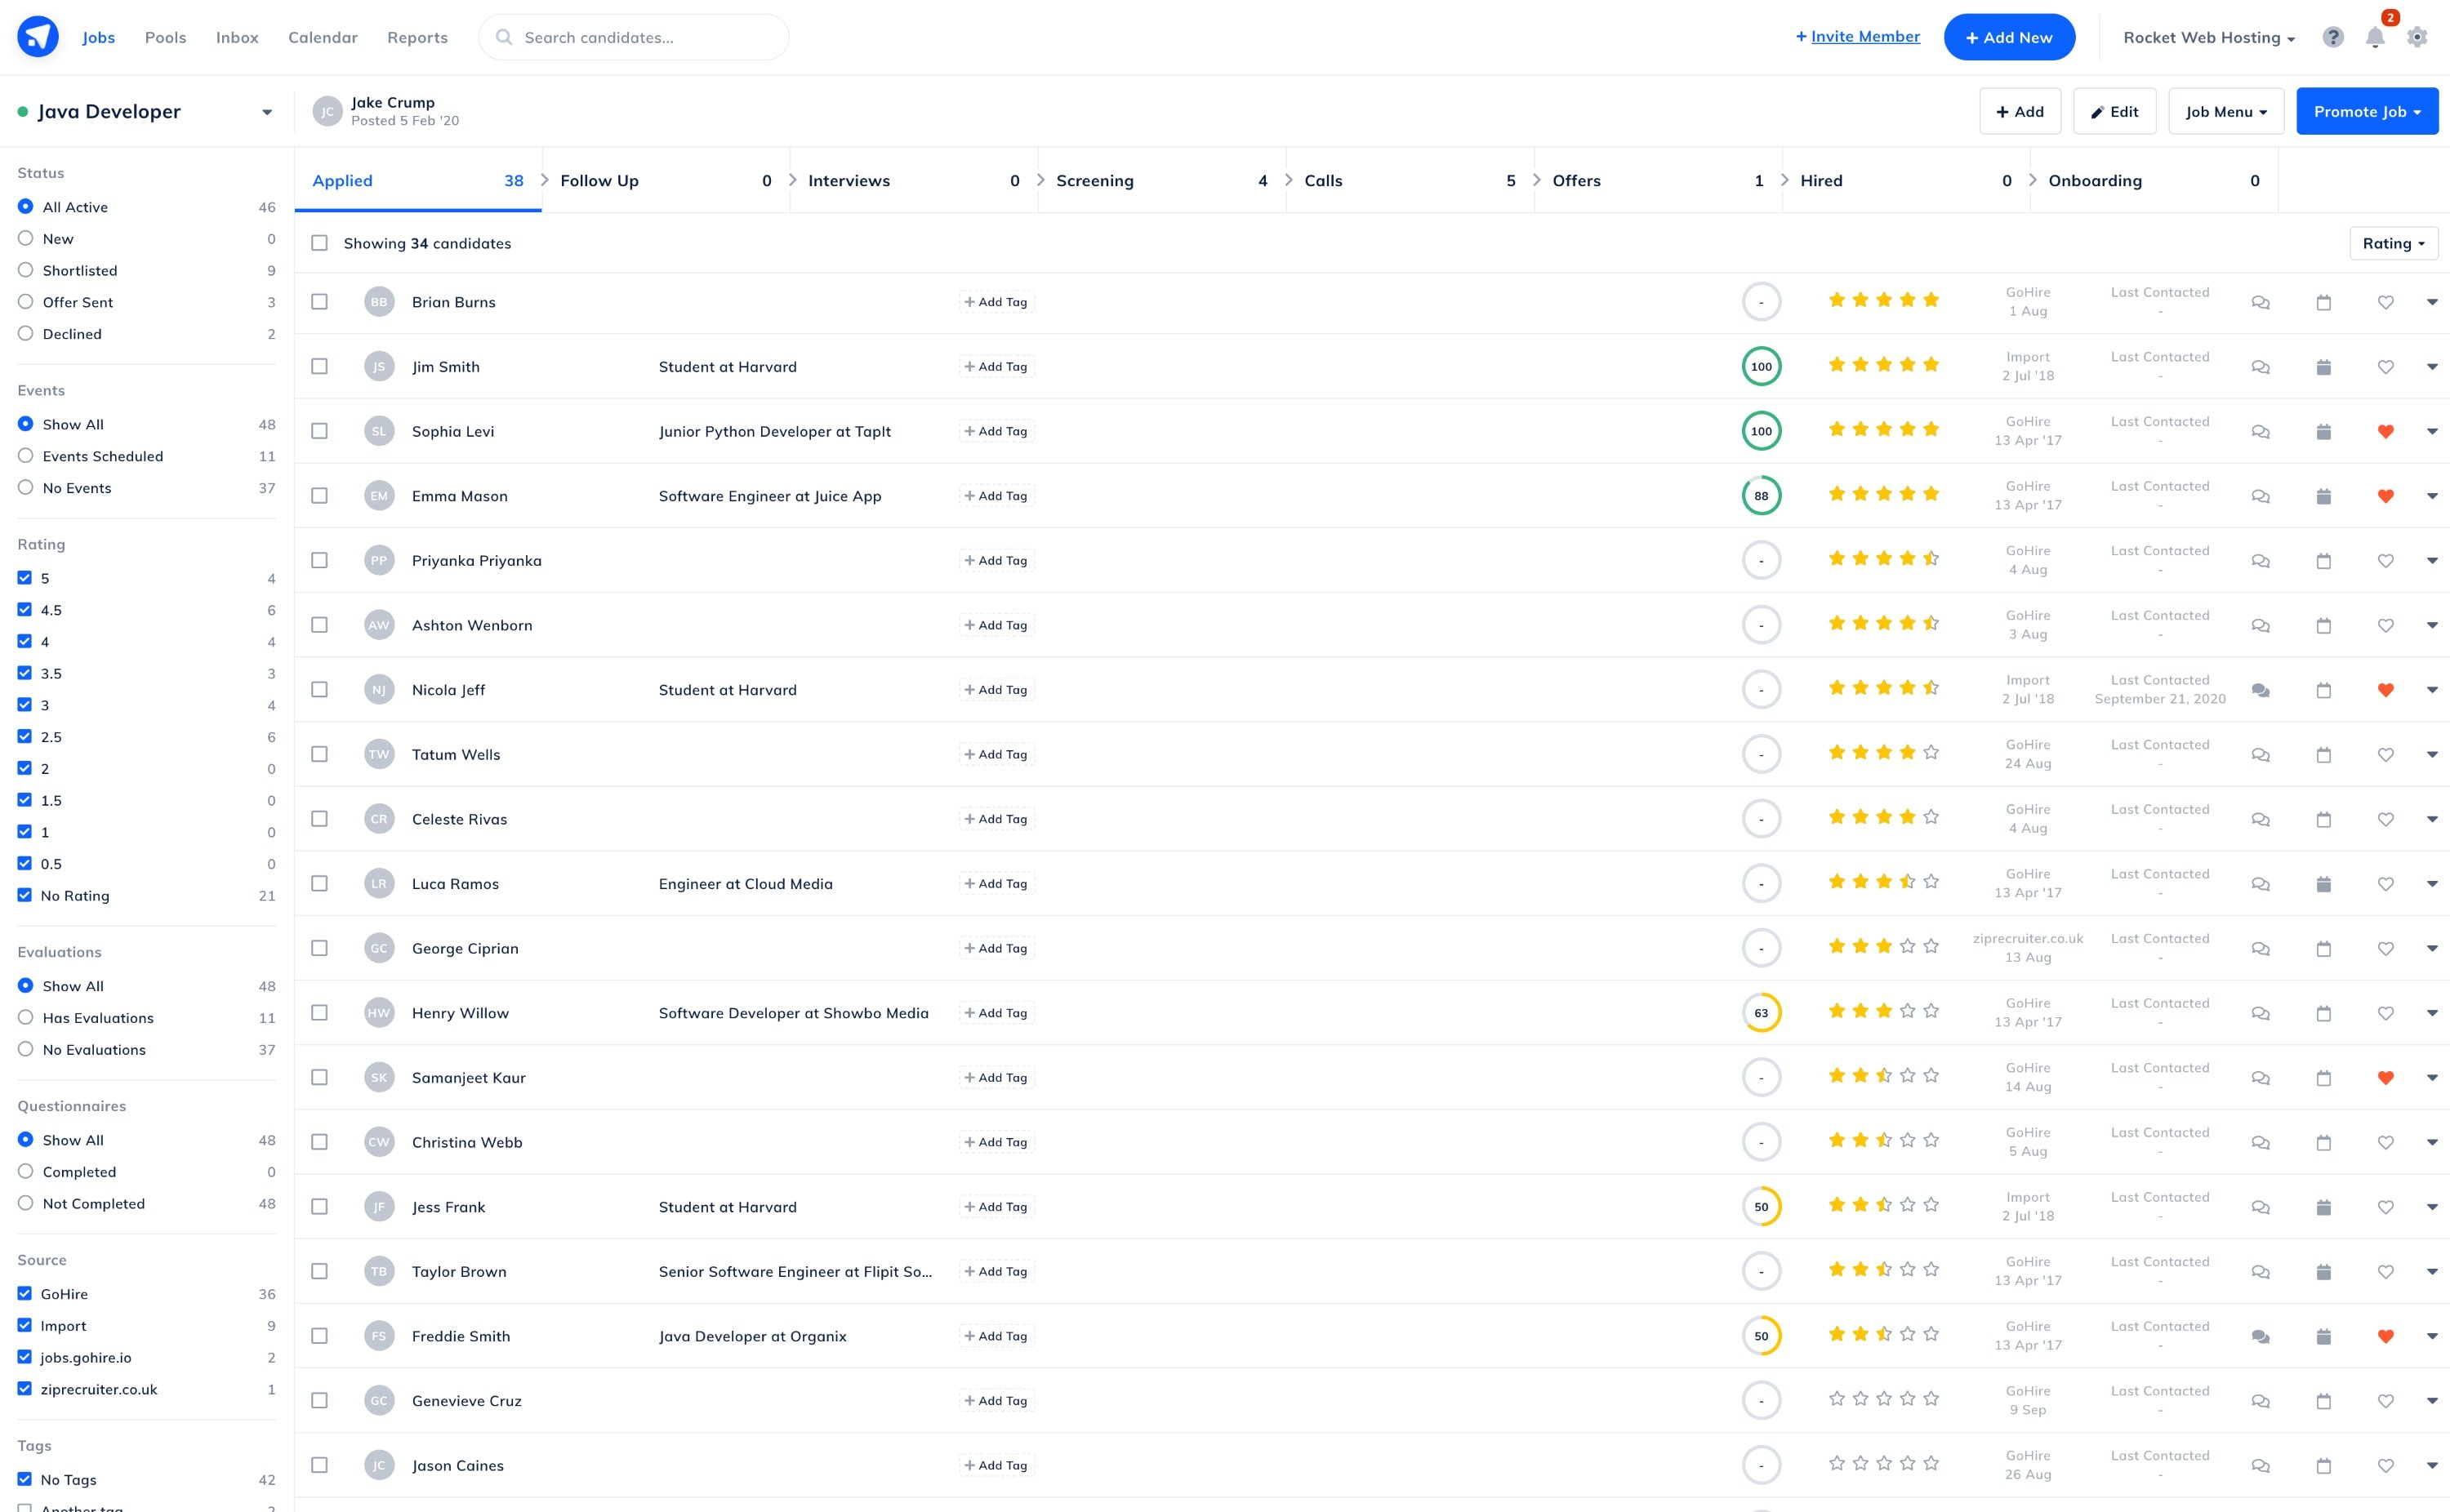 Jobs Pools Inbox Calendar Reports Search candidates... + Invite Member + Add New Rocket Web Hosting 2
Java Developer
JC Jake Crump
Posted 5 Feb '20
+ Add Edit Job Menu Promote Job
Status
All Active 46
New 0
Shortlisted 9
Offer Sent 3
Declined 2
Events
Show All 48
Events Scheduled 11
No Events 37
Rating
5 4
4.5 6
4 4
3.5 3
3 4
2.5 6
2 0
1.5 0
1 0
0.5 0
No Rating 21
Evaluations
Show All 48
Has Evaluations 11
No Evaluations 37
Questionnaires
Show All 48
Completed 0
Not Completed 48
Source
GoHire 36
Import 9
jobs.gohire.io 2
ziprecruiter.co.uk 1
Tags
No Tags 42
Applied 38 Follow Up 0 Interviews 0 Screening 4 Calls 5 Offers 1 Hired 0 Onboarding 0
Showing 34 candidates Rating
BB Brian Burns + Add Tag - GoHire Last Contacted
1 Aug -
JS Jim Smith Student at Harvard + Add Tag 100 Import Last Contacted
2 Jul '18 -
SL Sophia Levi Junior Python Developer at TapIt + Add Tag 100 GoHire Last Contacted
13 Apr '17 -
EM Emma Mason Software Engineer at Juice App + Add Tag 88 GoHire Last Contacted
13 Apr '17 -
PP Priyanka Priyanka + Add Tag - GoHire Last Contacted
4 Aug -
AW Ashton Wenborn + Add Tag - GoHire Last Contacted
3 Aug -
NJ Nicola Jeff Student at Harvard + Add Tag - Import Last Contacted
2 Jul '18 September 21, 2020
TW Tatum Wells + Add Tag - GoHire Last Contacted
24 Aug -
CR Celeste Rivas + Add Tag - GoHire Last Contacted
4 Aug -
LR Luca Ramos Engineer at Cloud Media + Add Tag - GoHire Last Contacted
13 Apr '17 -
GC George Ciprian + Add Tag - ziprecruiter.co.uk Last Contacted
13 Aug -
HW Henry Willow Software Developer at Showbo Media + Add Tag 63 GoHire Last Contacted
13 Apr '17 -
SK Samanjeet Kaur + Add Tag - GoHire Last Contacted
14 Aug -
CW Christina Webb + Add Tag - GoHire Last Contacted
5 Aug -
JF Jess Frank Student at Harvard + Add Tag 50 Import Last Contacted
2 Jul '18 -
TB Taylor Brown Senior Software Engineer at Flipit So... + Add Tag - GoHire Last Contacted
13 Apr '17 -
FS Freddie Smith Java Developer at Organix + Add Tag 50 GoHire Last Contacted
13 Apr '17 -
GC Genevieve Cruz + Add Tag - GoHire Last Contacted
9 Sep -
JC Jason Caines + Add Tag - GoHire Last Contacted
26 Aug -